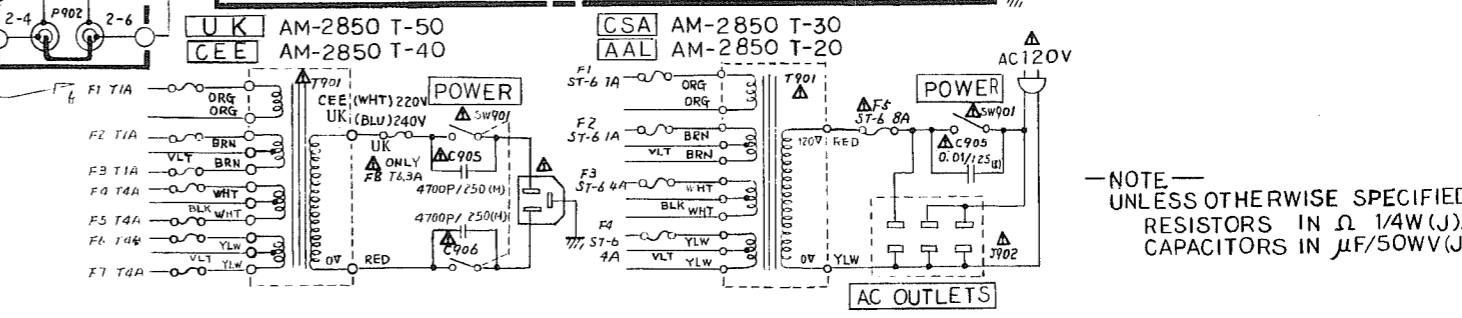 2-4 P902 2-6
UK AM-2850 T-50
CEE AM-2850 T-40
F1 T1A
ORG
ORG
F2 T1A
BRN
VLT BRN
F3 T1A
F4 T4A
WHT
BLK WHT
F5 T4A
F6 T4A
YLW
VLT YLW
F7 T4A
T901
CEE (WHT) 220V
UK (BLU) 240V
UK
ONLY
F8 T6.3A
0V RED
POWER
SW901
C905
4700P/250(M)
4700P/250(M)
C906
CSA AM-2850 T-30
AAL AM-2850 T-20
F1
ST-6 1A
ORG
ORG
F2
ST-6 1A
BRN
VLT BRN
F3
ST-6 4A
WHT
BLK WHT
F4
ST-6
4A
YLW
VLT YLW
T901
120V RED
0V YLW
F5
ST-6 8A
POWER
SW901
C905
0.01/125
AC120V
J902
AC OUTLETS
—NOTE—
UNLESS OTHERWISE SPECIFIED
RESISTORS IN Ω 1/4W (J).
CAPACITORS IN μF/50WV(J